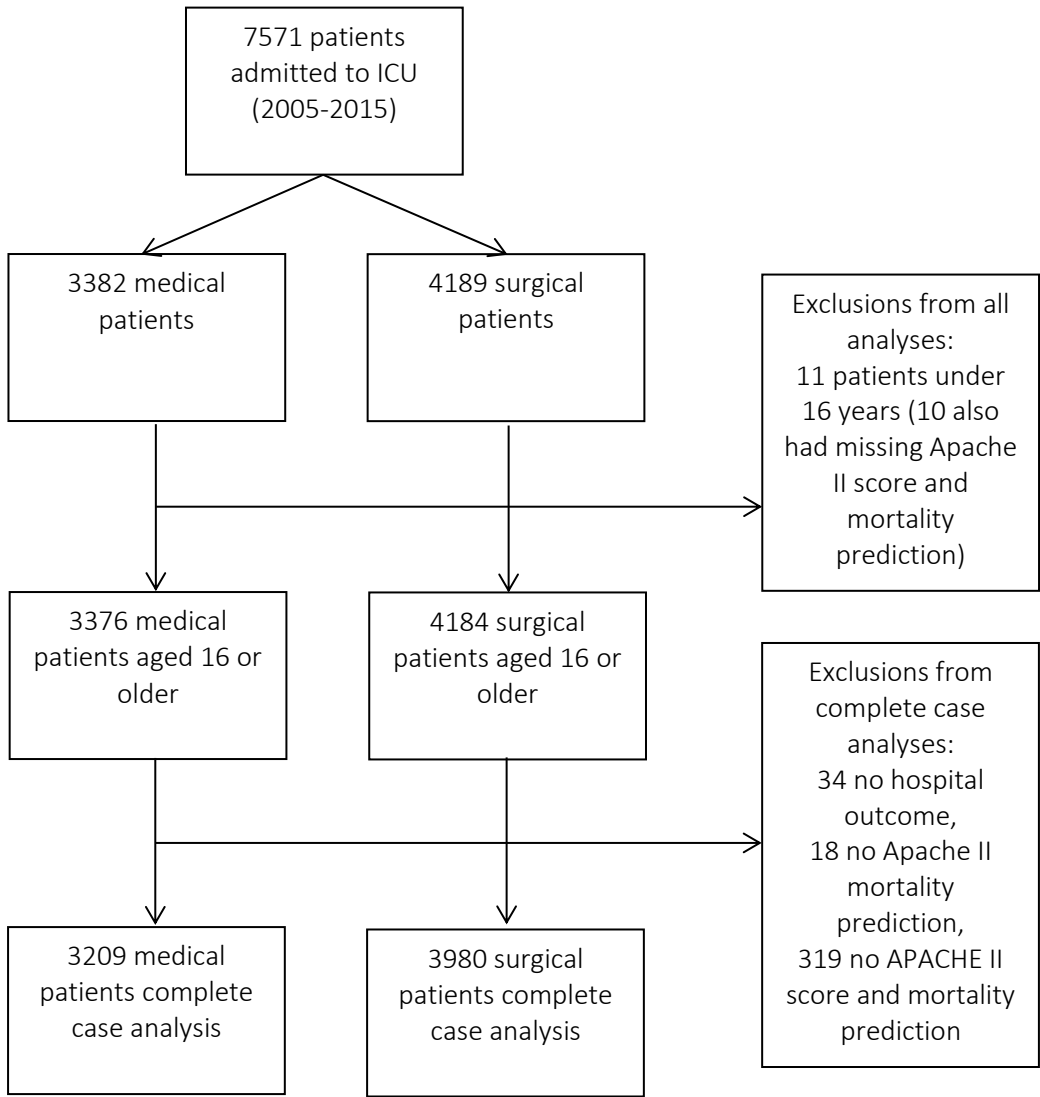 7571 patients
admitted to ICU
(2005-2015)
3382 medical
patients
4189 surgical
patients
Exclusions from all
analyses:
11 patients under
16 years (10 also
had missing Apache
II score and
mortality
prediction)
3376 medical
patients aged 16 or
older
4184 surgical
patients aged 16 or
older
Exclusions from
complete case
analyses:
34 no hospital
outcome,
18 no Apache II
mortality
prediction,
319 no APACHE II
score and mortality
prediction
3209 medical
patients complete
case analysis
3980 surgical
patients complete
case analysis